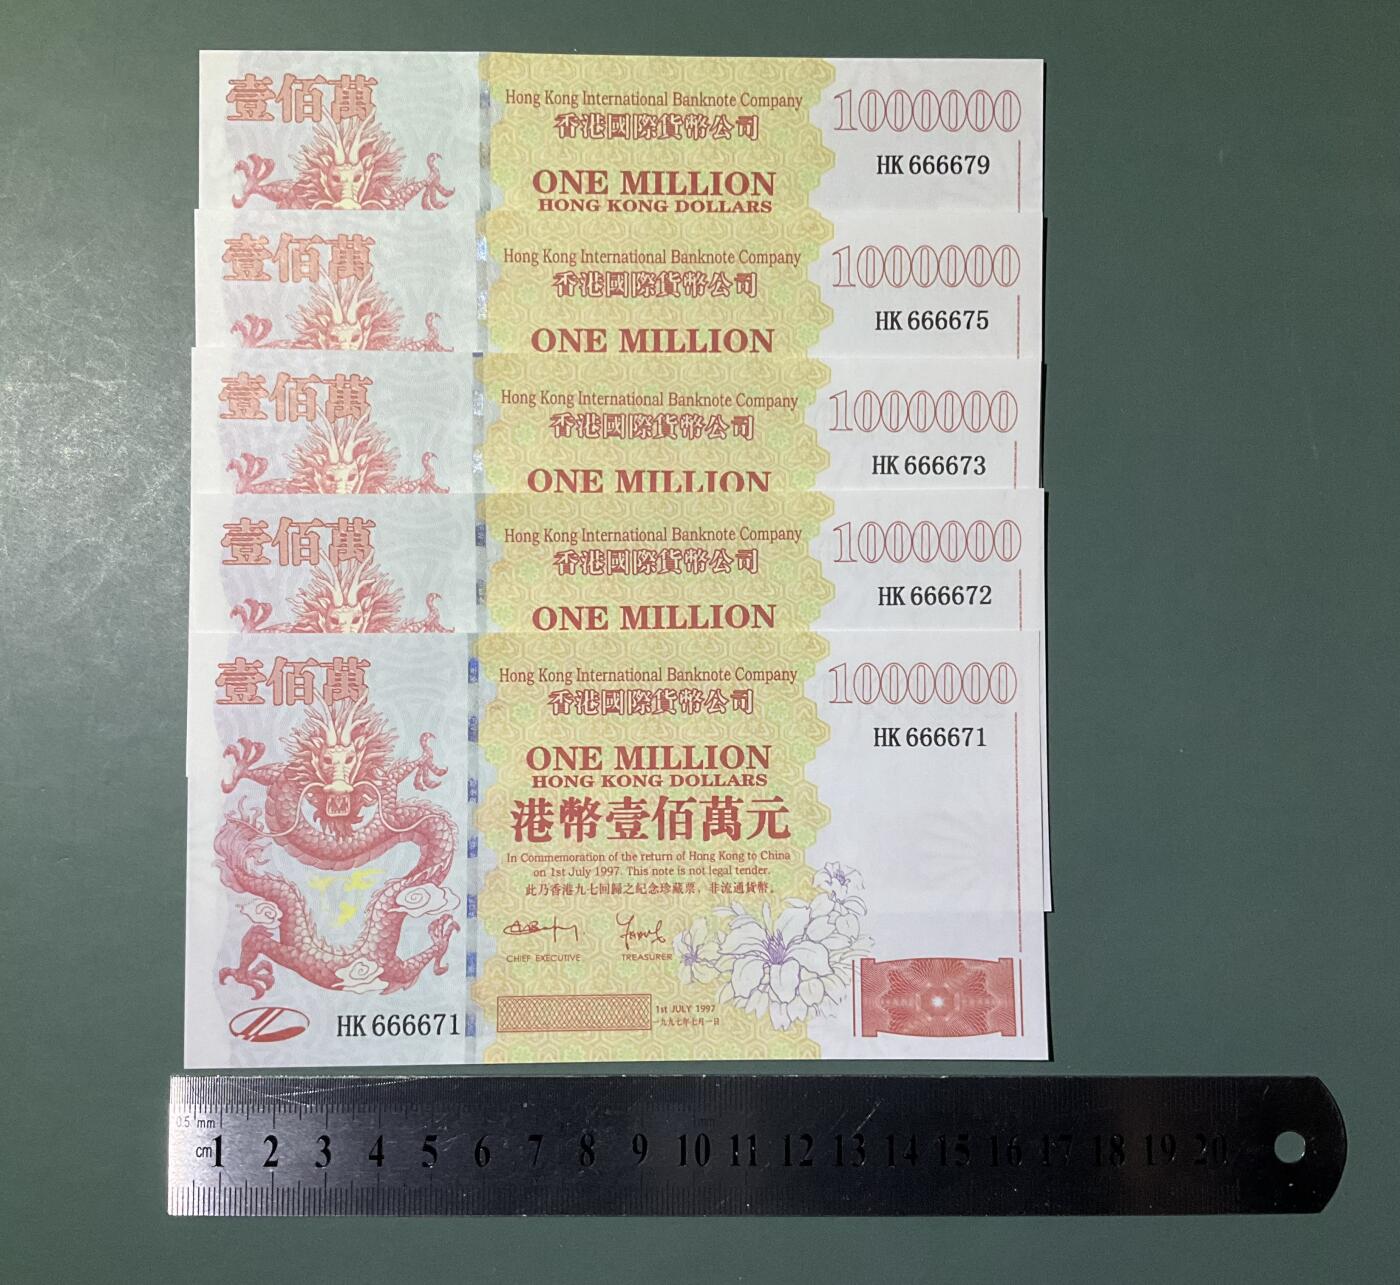 壹佰萬
Hong Kong International Banknote Company
香港國際貨幣公司
ONE MILLION
HONG KONG DOLLARS
1000000
HK 666679
壹佰萬
Hong Kong International Banknote Company
香港國際貨幣公司
ONE MILLION
1000000
HK 666675
壹佰萬
Hong Kong International Banknote Company
香港國際貨幣公司
ONE MILLION
1000000
HK 666673
壹佰萬
Hong Kong International Banknote Company
香港國際貨幣公司
ONE MILLION
1000000
HK 666672
壹佰萬
Hong Kong International Banknote Company
香港國際貨幣公司
ONE MILLION
HONG KONG DOLLARS
港幣壹佰萬元
In Commemoration of the return of Hong Kong to China
on 1st July 1997. This note is not legal tender.
此乃香港九七回歸之紀念珍藏票，非流通貨幣。
CHIEF EXECUTIVE
TREASURER
1st JULY 1997
一九九七年七月一日
1000000
HK 666671
HK 666671
0.5 mm
cm 1 2 3 4 5 6 7 8 9 10 11 12 13 14 15 16 17 18 19 20